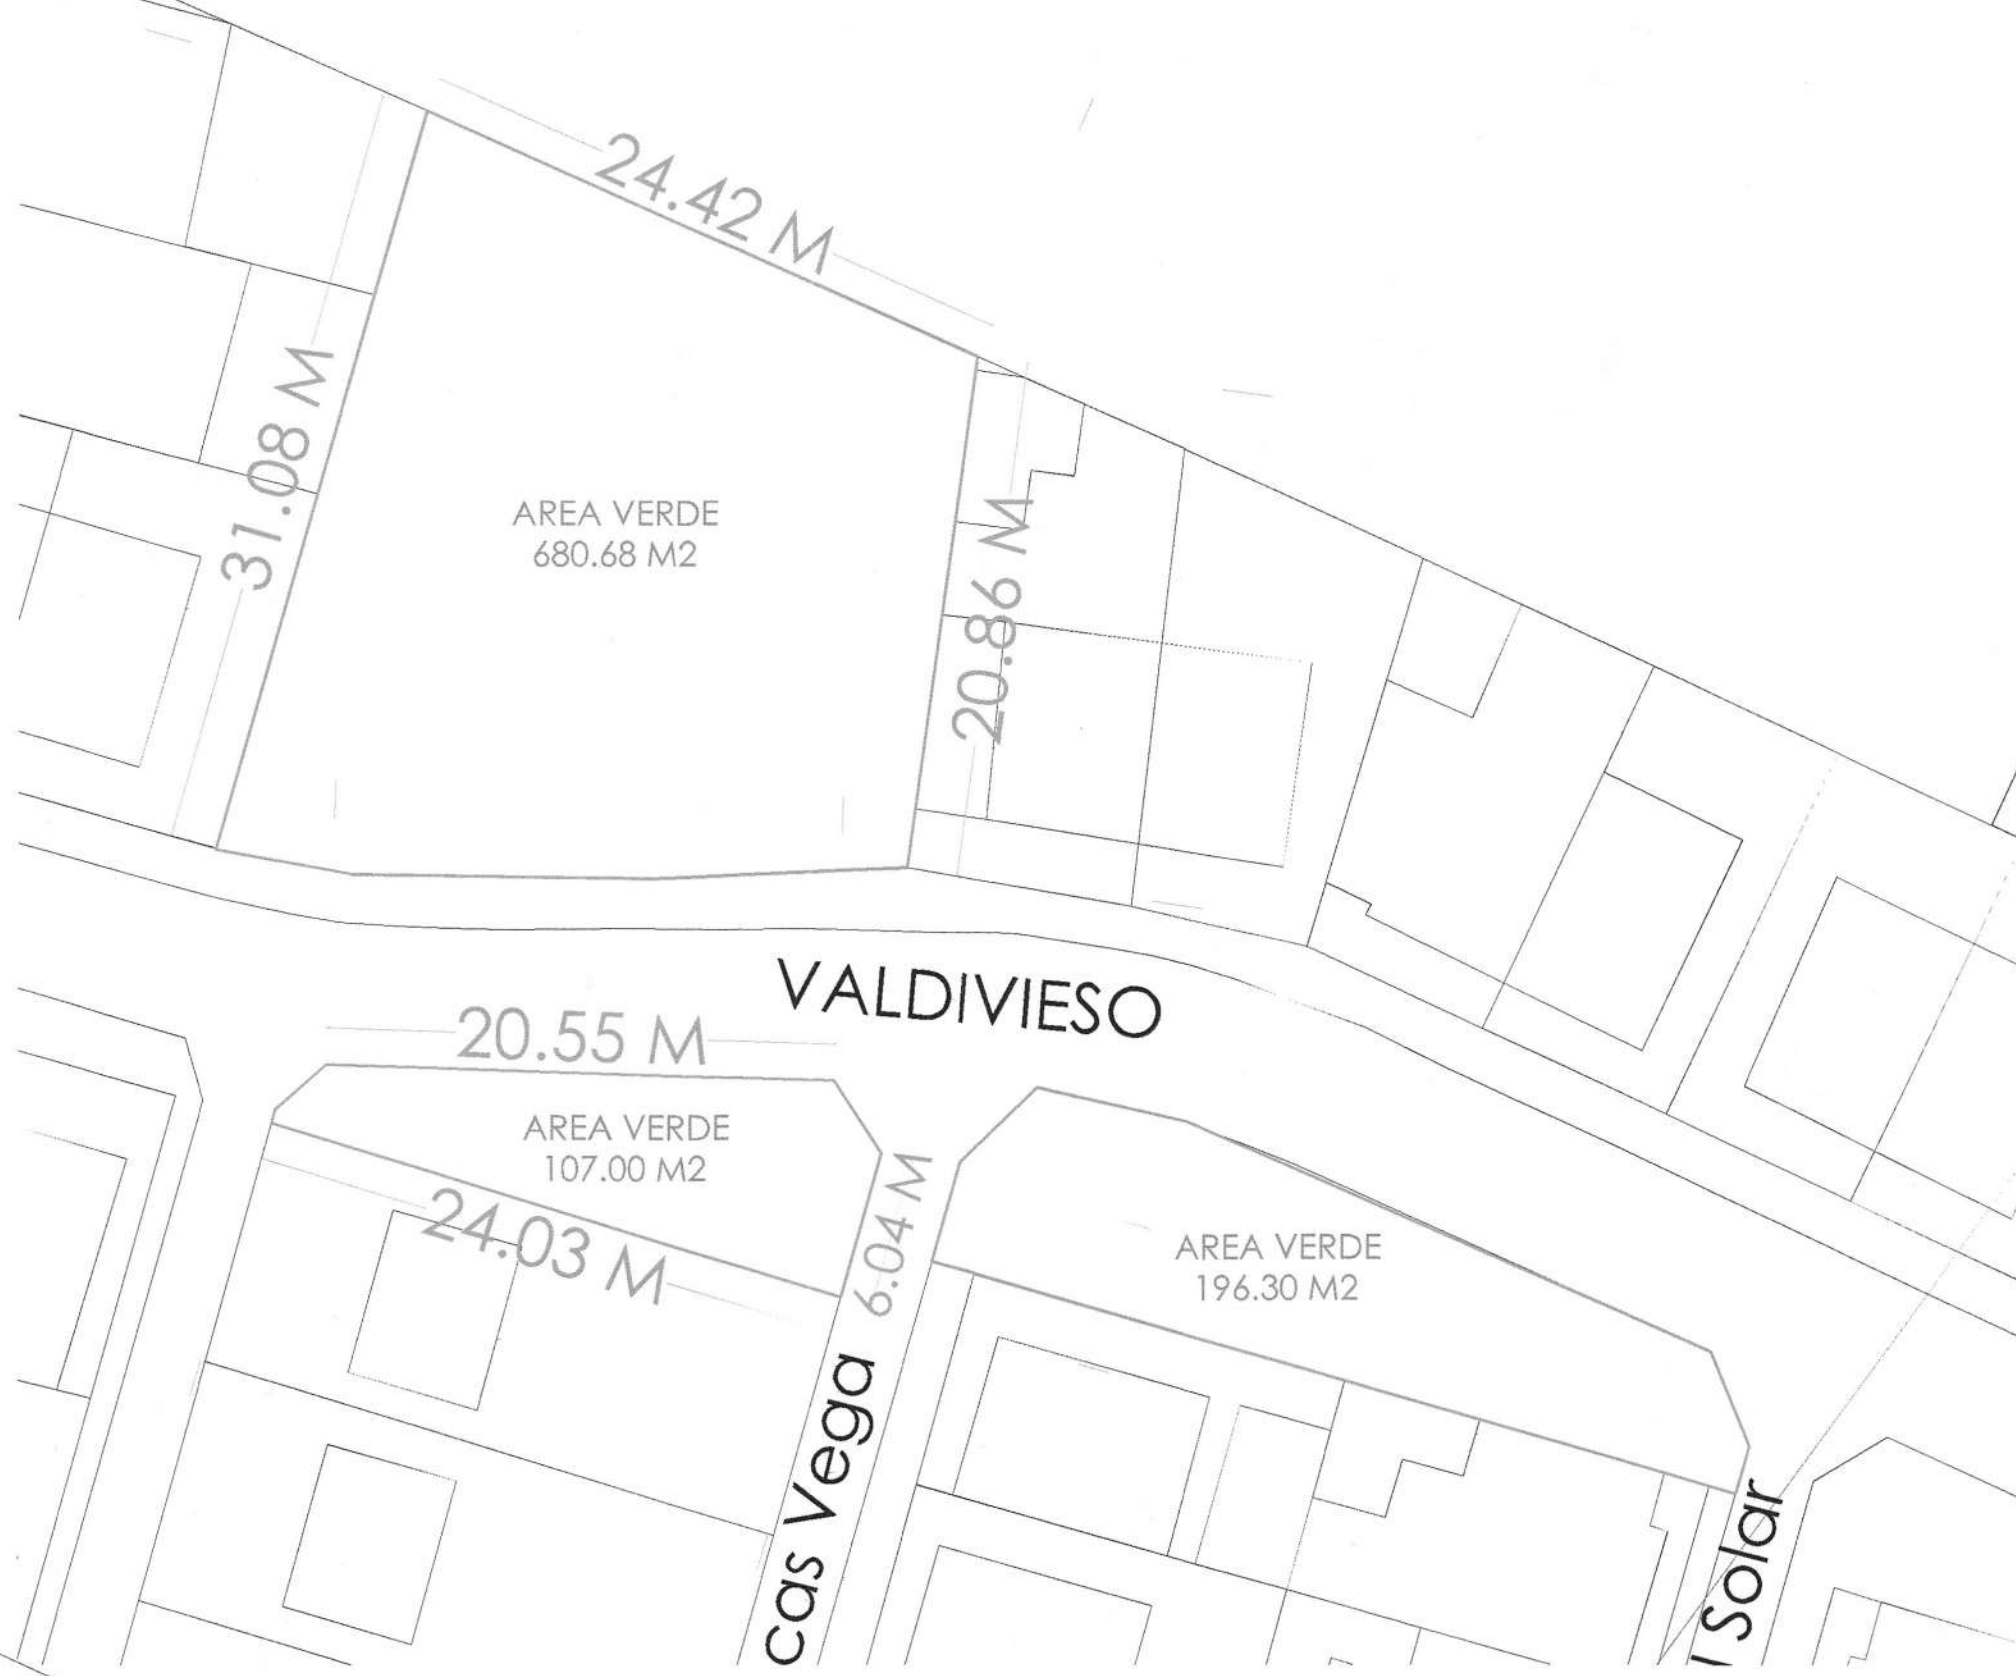 24.42 M
31.08 M
AREA VERDE
680.68 M2
20.86 M
VALDIVIESO
20.55 M
AREA VERDE
107.00 M2
24.03 M
6.04 M
AREA VERDE
196.30 M2
cas Vega
l Solar